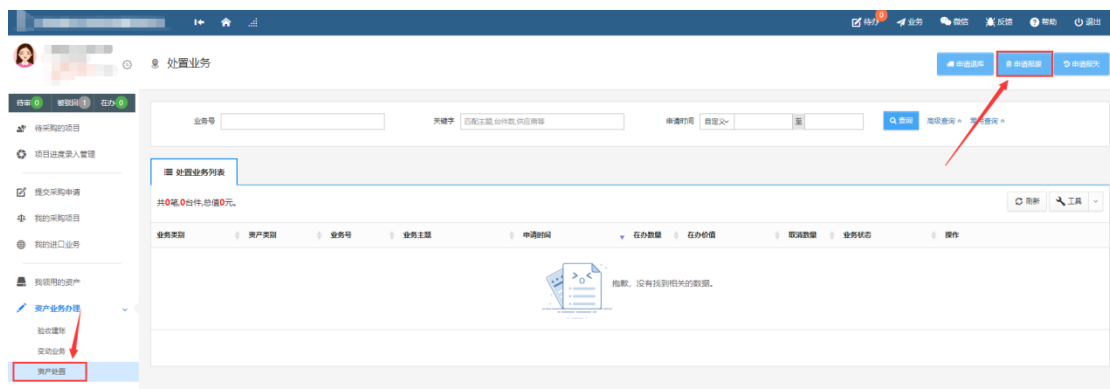 待办 0 业务 微信 反馈 帮助 退出
处置业务
申请退库 申请报废 申请报失
待审 0 被驳回 1 在办 0
待采购的项目
项目进度录入管理
提交采购申请
我的采购项目
我的进口业务
我领用的资产
资产业务办理
验收建账
变动业务
资产处置
业务号 关键字 匹配主题,台件数,供应商等 申请时间 自定义 至 查询 高级查询
处置业务列表
共0笔,0台件,总值0元。
刷新 工具
业务类别 资产类别 业务号 业务主题 申请时间 在办数量 在办价值 取消数量 业务状态 操作
抱歉，没有找到相关的数据。